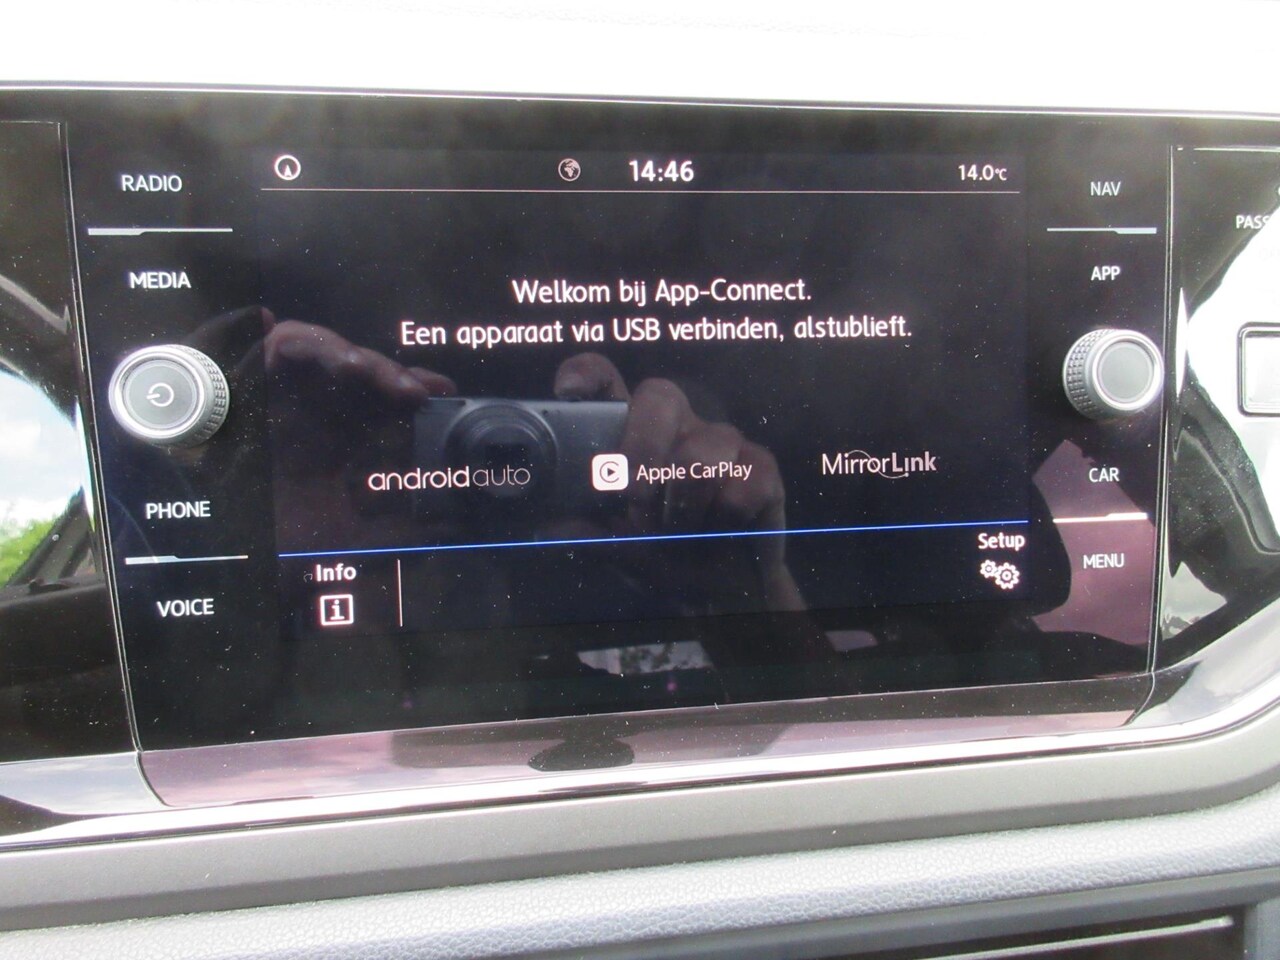 RADIO
MEDIA
PHONE
VOICE
14:46
14.0°C
Welkom bij App-Connect.
Een apparaat via USB verbinden, alstublieft.
androidauto
Apple CarPlay
MirrorLink
Info
i
Setup
NAV
APP
CAR
MENU
PASS